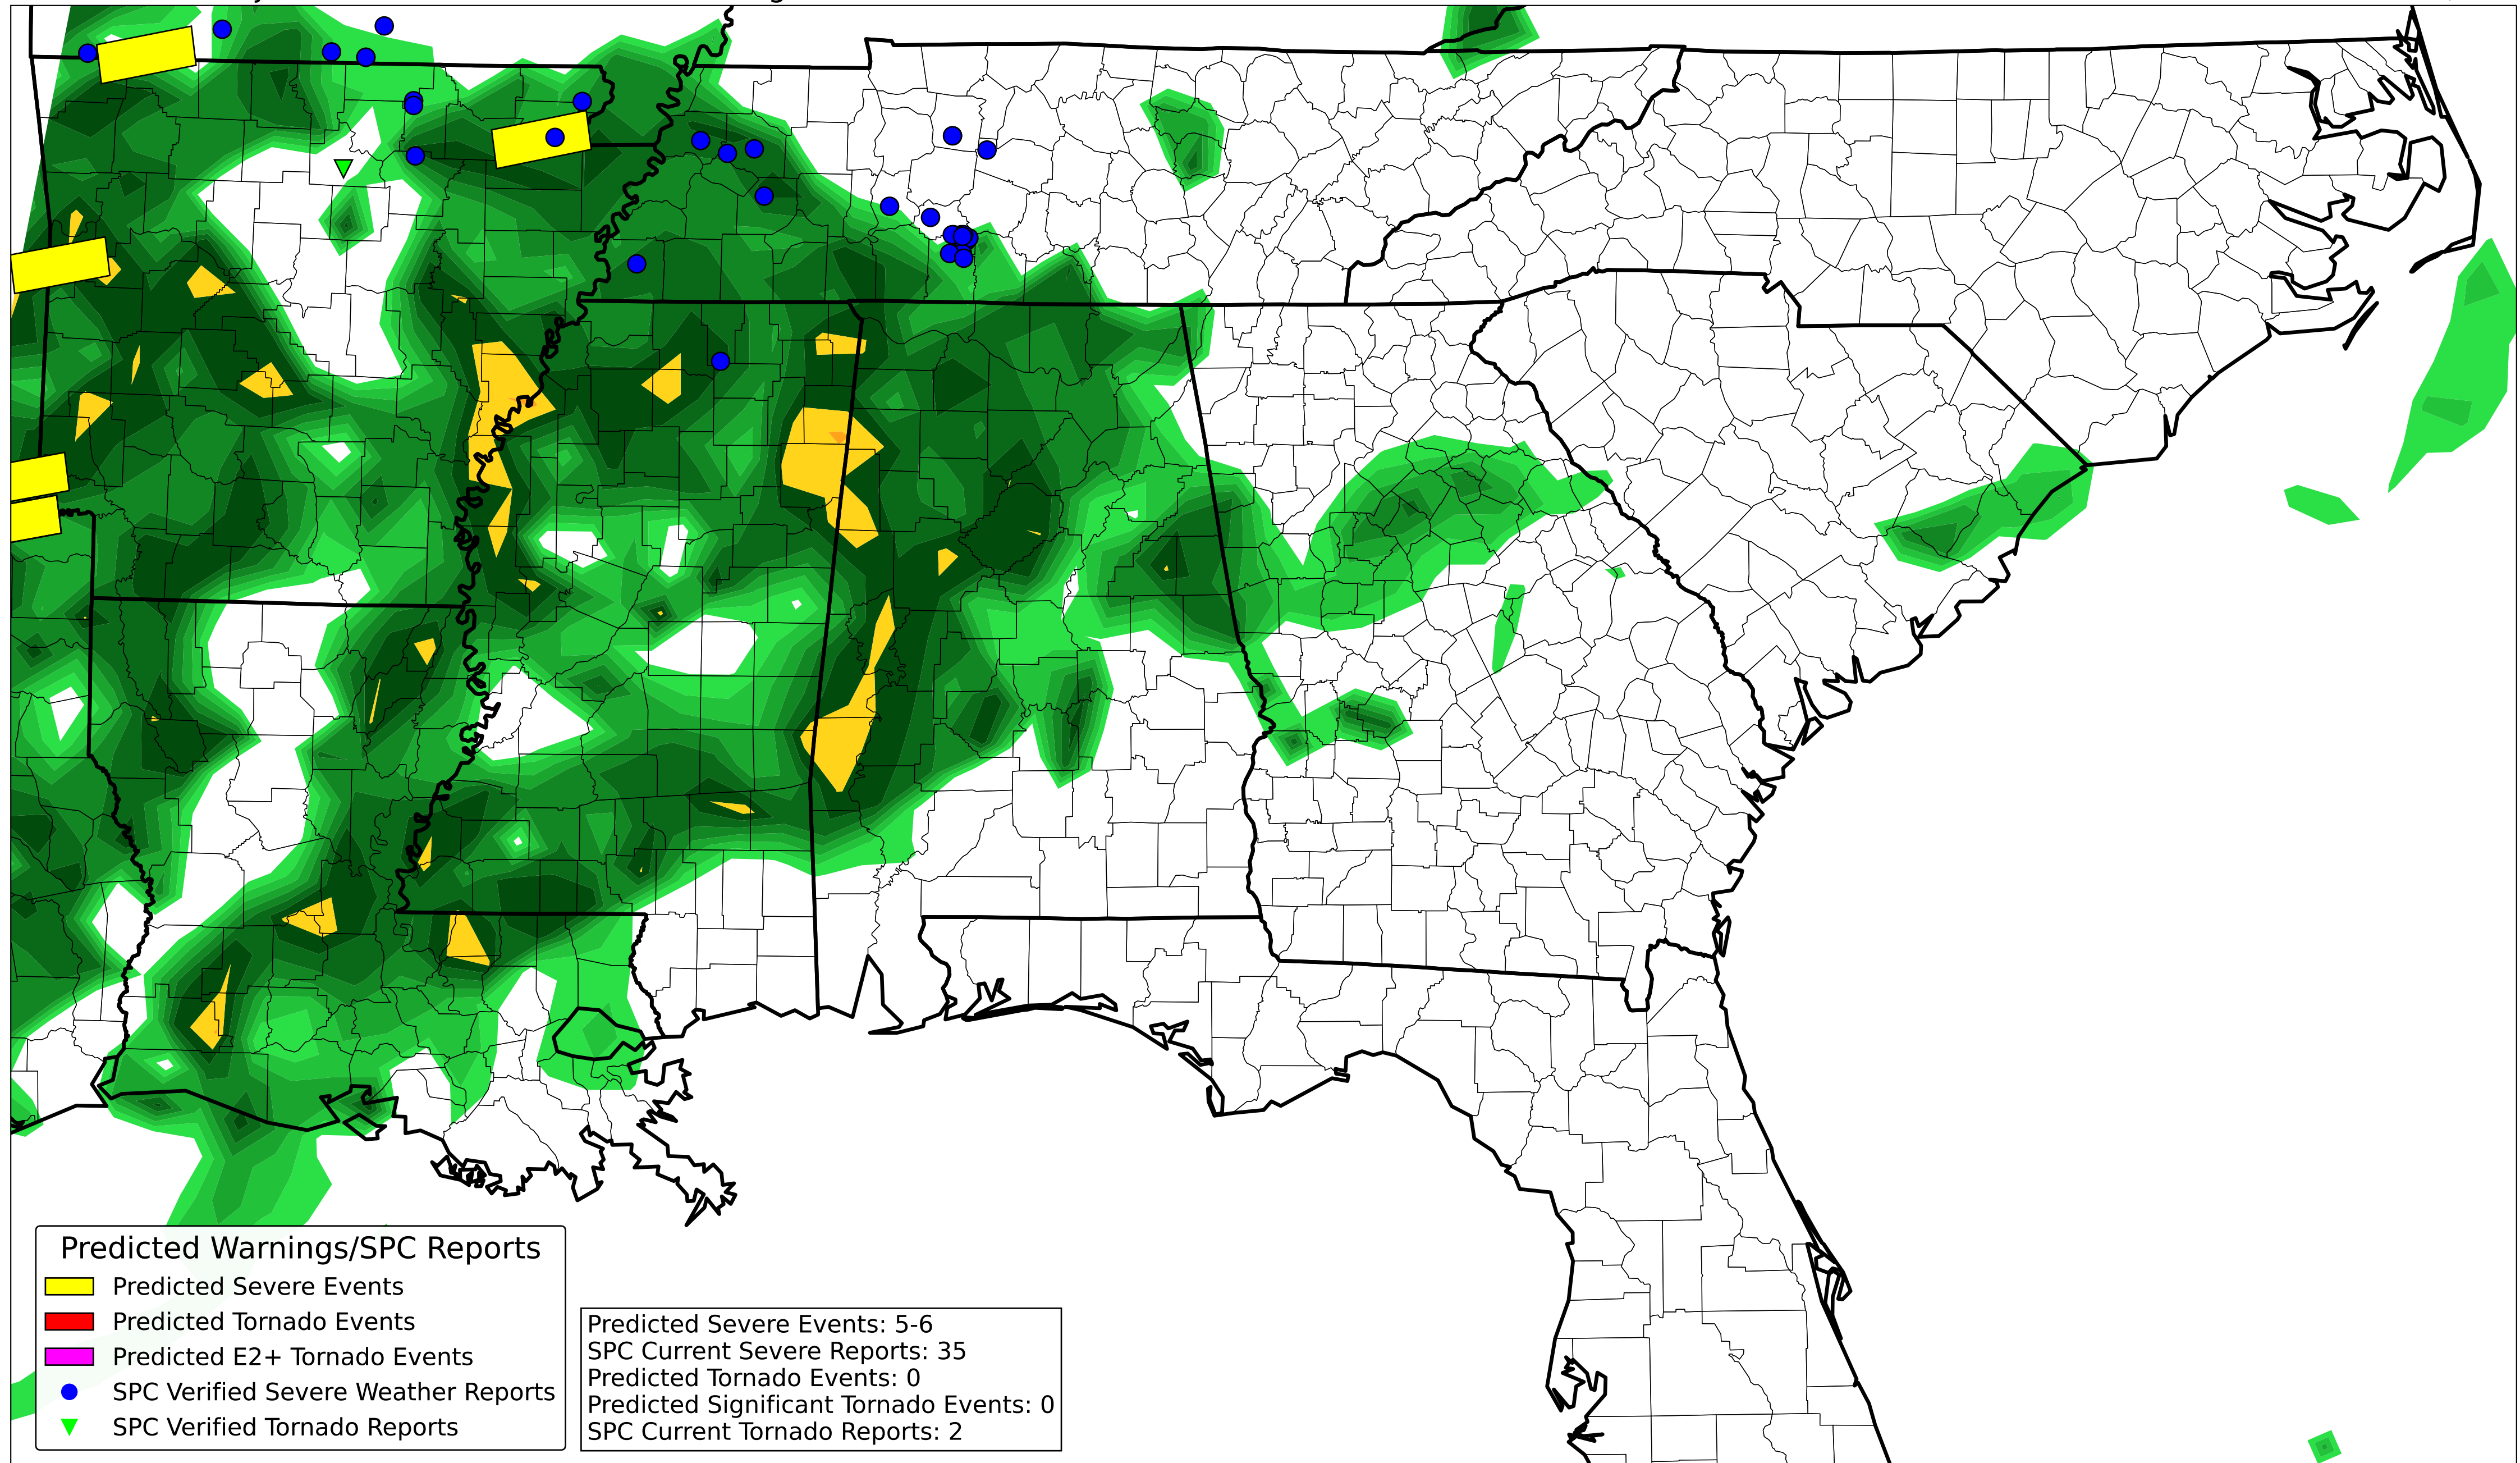 Predicted Warnings/SPC Reports
Predicted Severe Events
Predicted Tornado Events
Predicted E2+ Tornado Events
SPC Verified Severe Weather Reports
SPC Verified Tornado Reports
Predicted Severe Events: 5-6
SPC Current Severe Reports: 35
Predicted Tornado Events: 0
Predicted Significant Tornado Events: 0
SPC Current Tornado Reports: 2